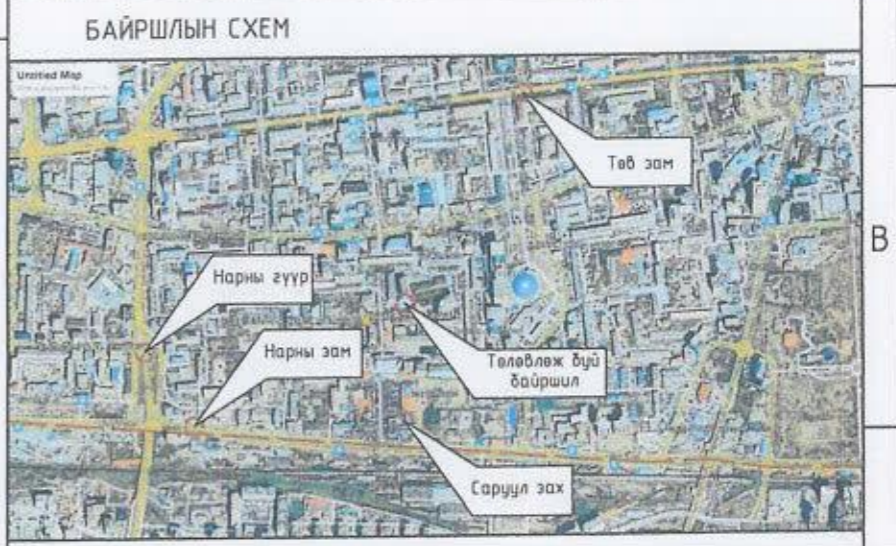 БАЙРШЛЫН СХЕМ
Untitled Map
Legend
Төв зам
B
Нарны гүүр
Нарны зам
Төлөвлөж буй
байршил
Саруул зах